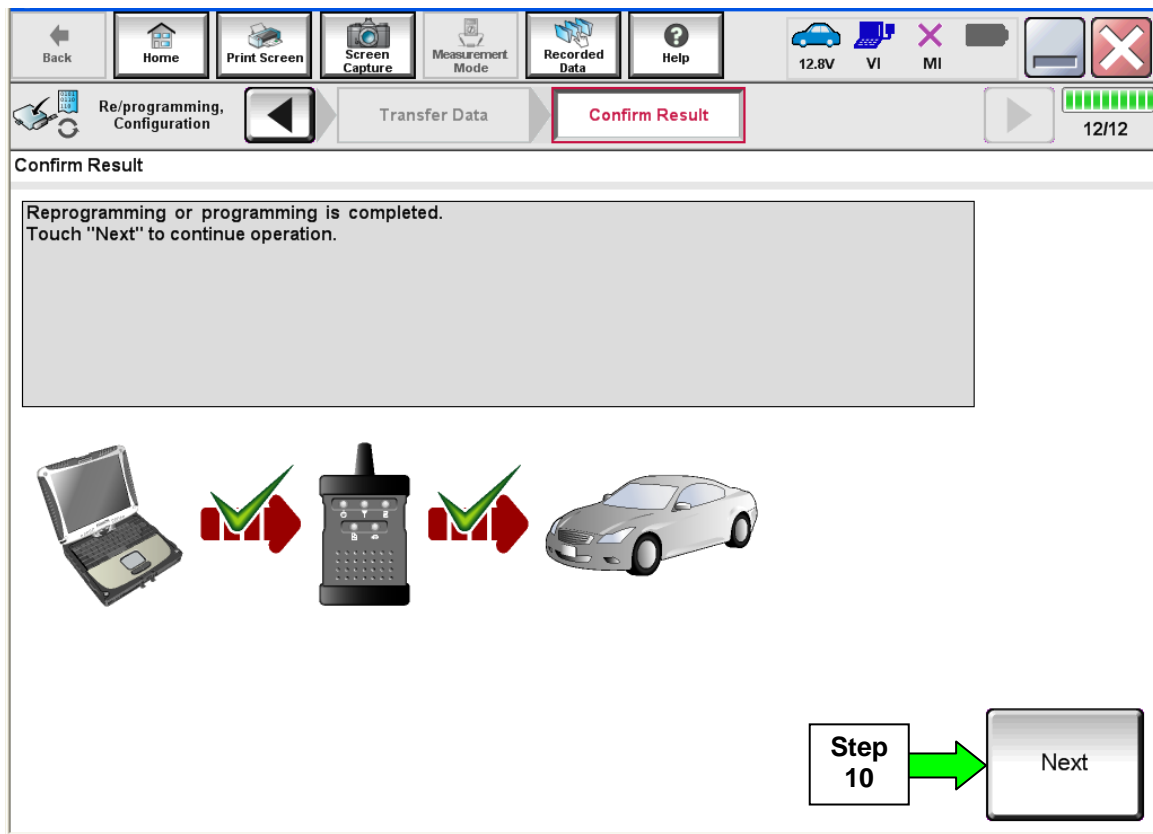 Back
Home
Print Screen
Screen
Capture
Measurement
Mode
Recorded
Data
Help
12.8V
VI
MI
Re/programming,
Configuration
Transfer Data
Confirm Result
12/12
Confirm Result
Reprogramming or programming is completed.
Touch "Next" to continue operation.
Step
10
Next